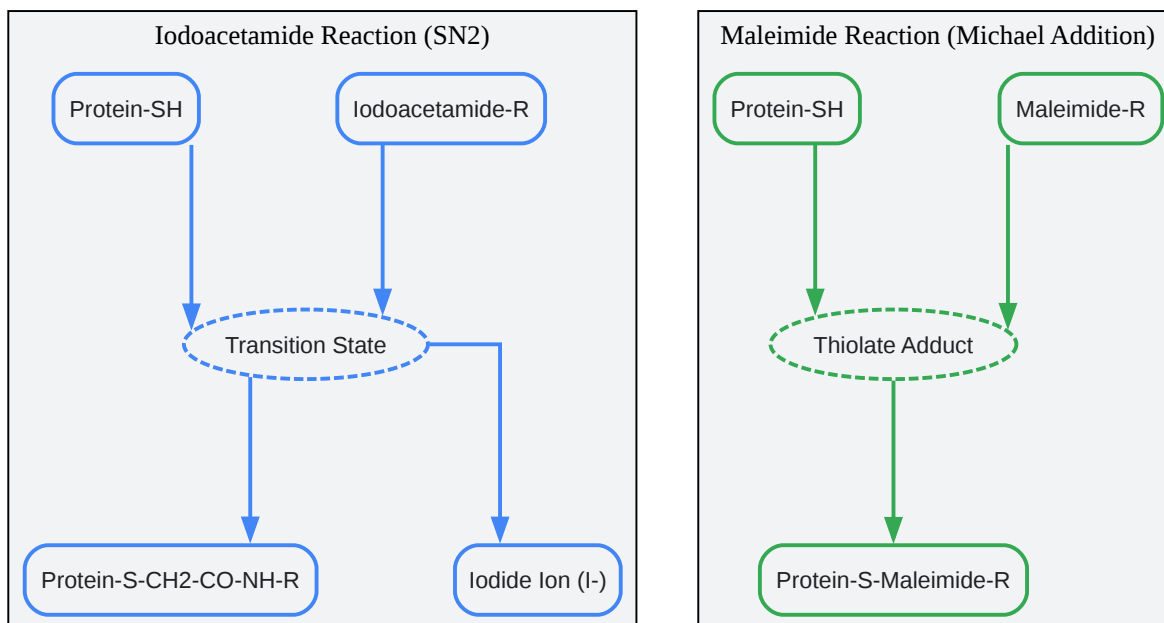 Iodoacetamide Reaction (SN2)
Protein-SH
Iodoacetamide-R
Transition State
Protein-S-CH2-CO-NH-R
Iodide Ion (I-)
Maleimide Reaction (Michael Addition)
Protein-SH
Maleimide-R
Thiolate Adduct
Protein-S-Maleimide-R